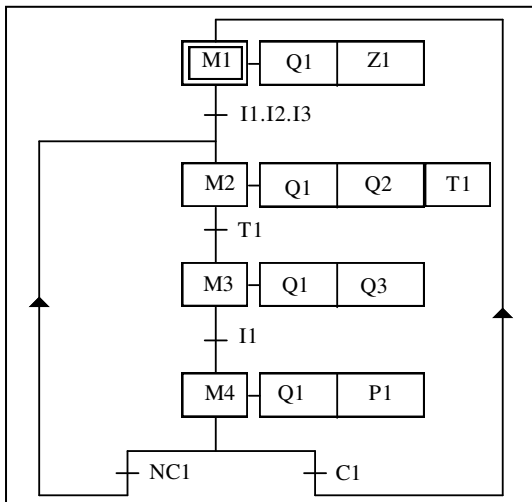 M1 Q1 Z1
I1.I2.I3
M2 Q1 Q2 T1
T1
M3 Q1 Q3
I1
M4 Q1 P1
NC1 C1